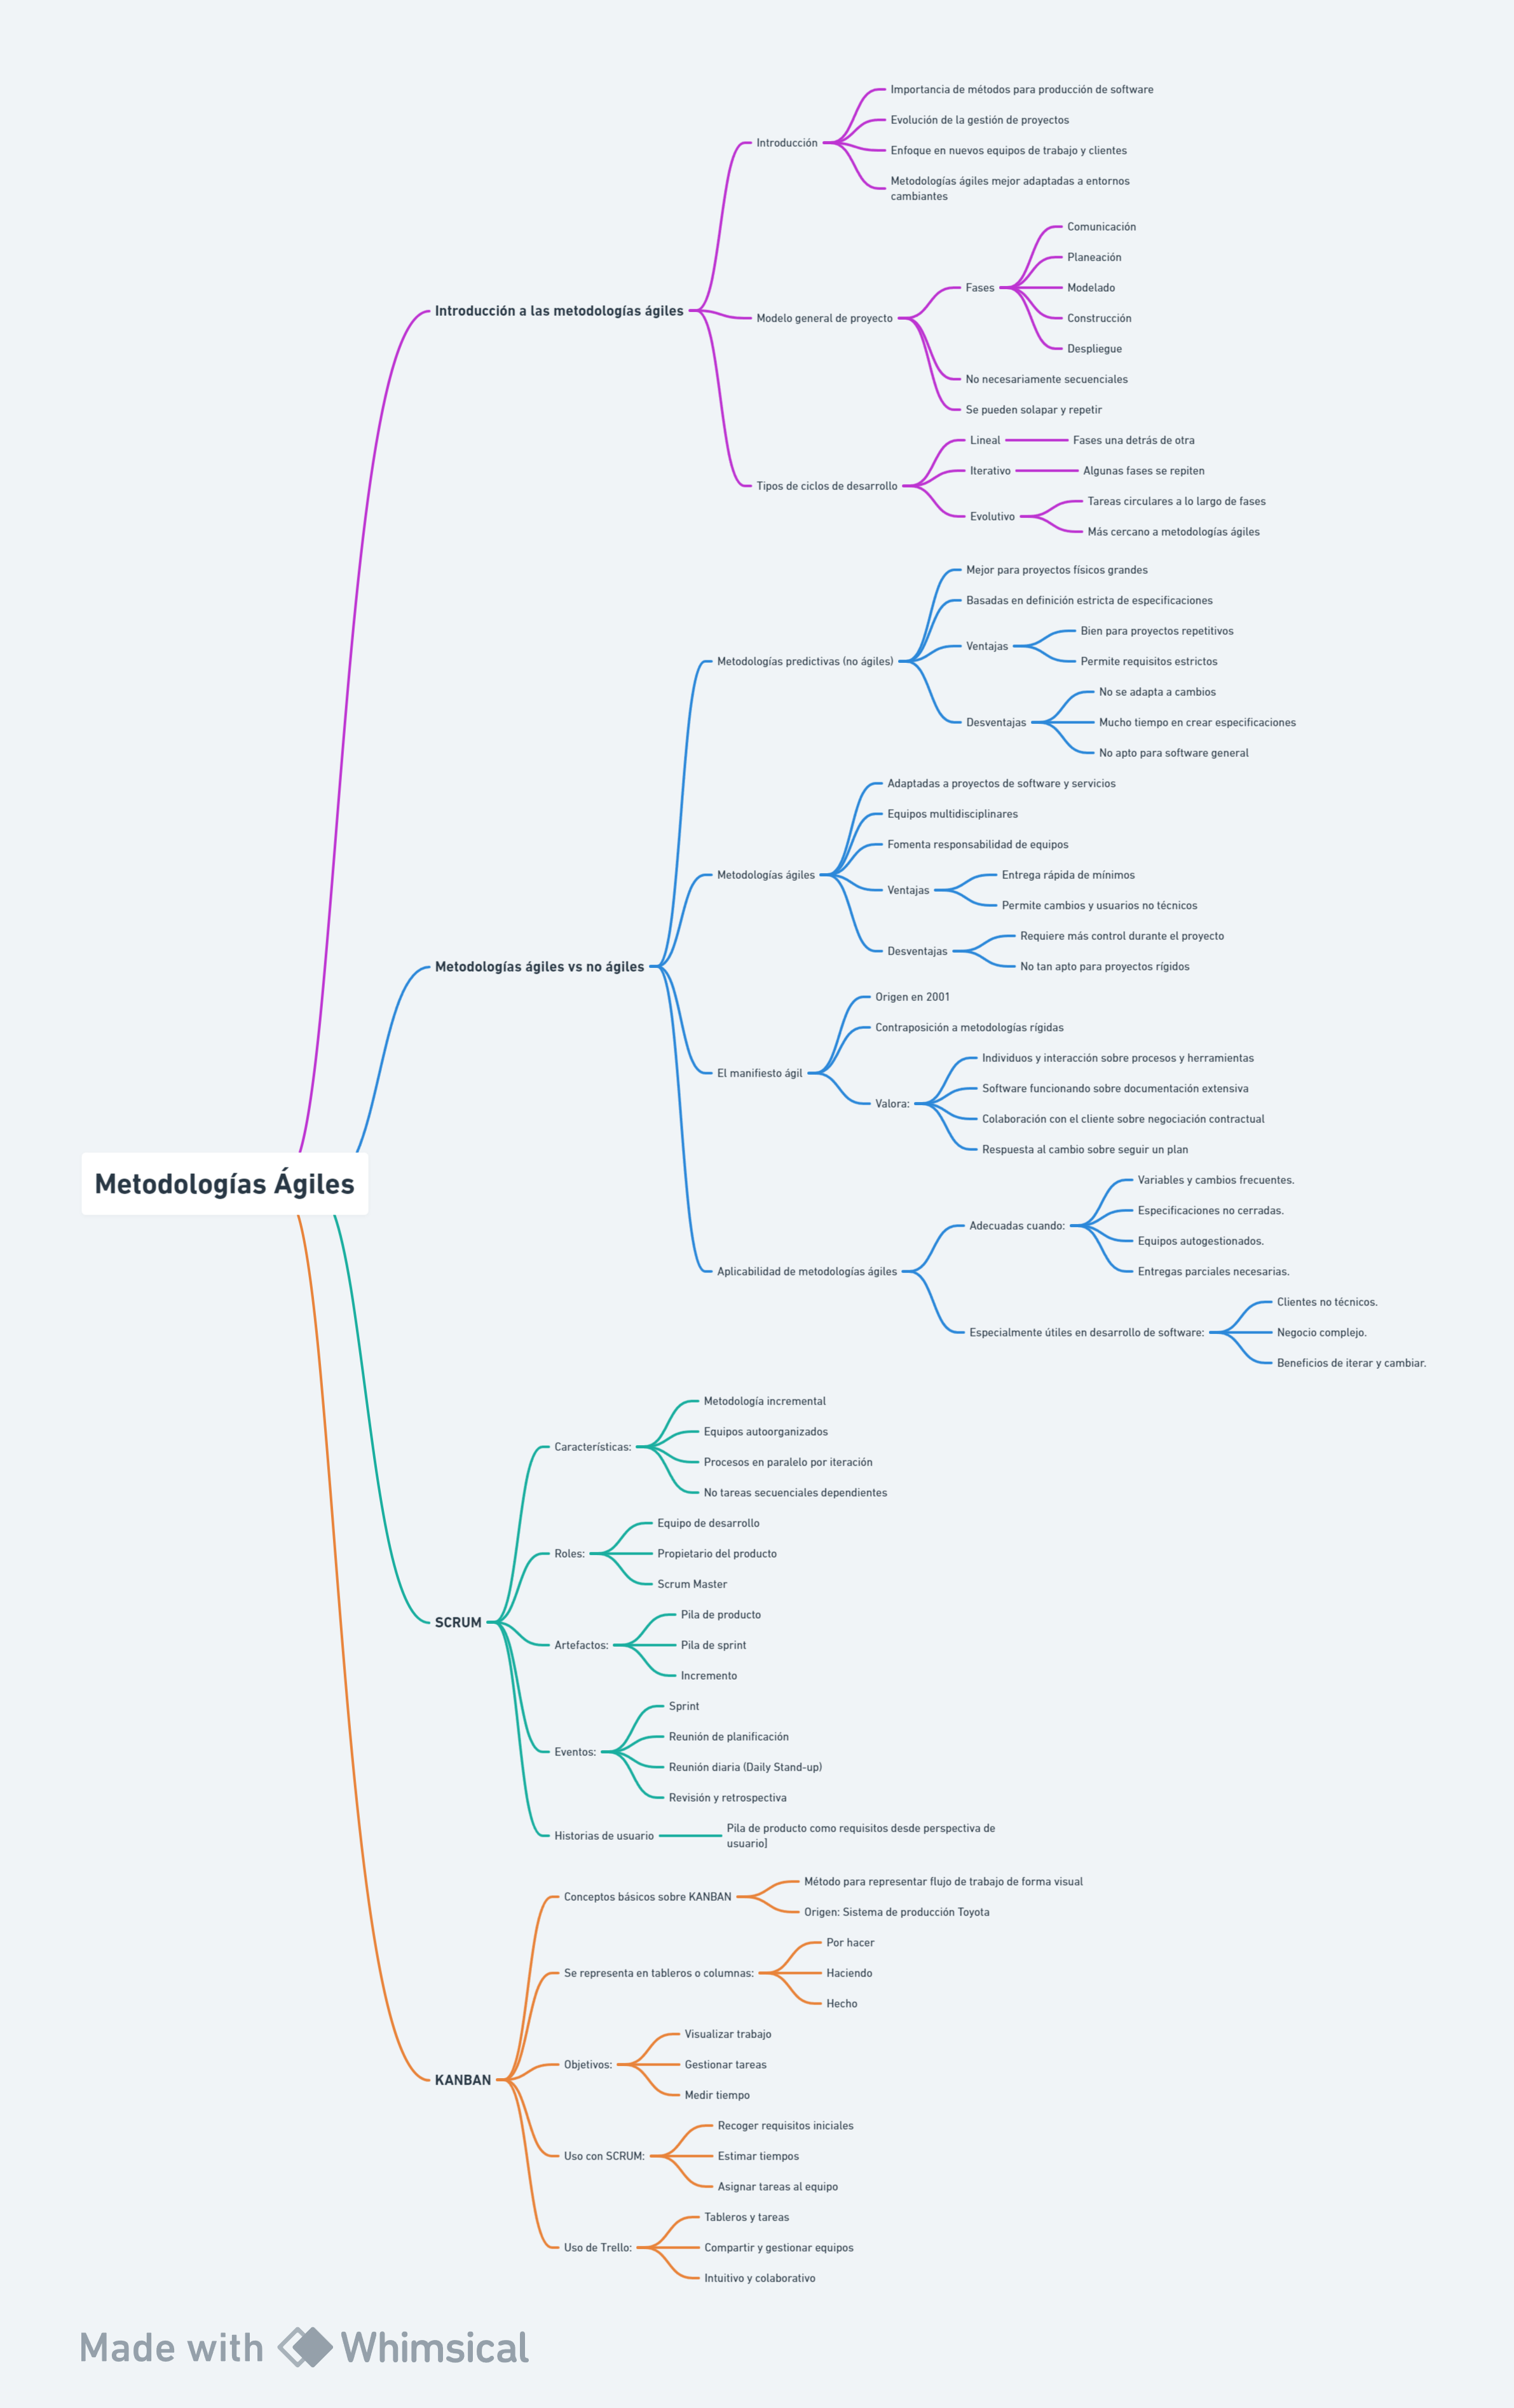 Importancia de métodos para producción de software
Evolución de la gestión de proyectos
Introducción
Enfoque en nuevos equipos de trabajo y clientes
Metodologías ágiles mejor adaptadas a entornos
cambiantes
Comunicación
Planeación
Fases
Modelado
Introducción a las metodologías ágiles
Modelo general de proyecto
Construcción
Despliegue
No necesariamente secuenciales
Se pueden solapar y repetir
Lineal
Fases una detrás de otra
Iterativo
Algunas fases se repiten
Tipos de ciclos de desarrollo
Tareas circulares a lo largo de fases
Evolutivo
Más cercano a metodologías ágiles
Mejor para proyectos físicos grandes
Basadas en definición estricta de especificaciones
Bien para proyectos repetitivos
Ventajas
Metodologías predictivas (no ágiles)
Permite requisitos estrictos
No se adapta a cambios
Desventajas
Mucho tiempo en crear especificaciones
No apto para software general
Adaptadas a proyectos de software y servicios
Equipos multidisciplinares
Fomenta responsabilidad de equipos
Metodologías ágiles
Entrega rápida de mínimos
Ventajas
Permite cambios y usuarios no técnicos
Requiere más control durante el proyecto
Desventajas
Metodologías ágiles vs no ágiles
No tan apto para proyectos rígidos
Origen en 2001
Contraposición a metodologías rígidas
Individuos y interacción sobre procesos y herramientas
El manifiesto ágil
Software funcionando sobre documentación extensiva
Valora:
Colaboración con el cliente sobre negociación contractual
Respuesta al cambio sobre seguir un plan
Metodologías Ágiles
Variables y cambios frecuentes.
Especificaciones no cerradas.
Adecuadas cuando:
Equipos autogestionados.
Aplicabilidad de metodologías ágiles
Entregas parciales necesarias.
Clientes no técnicos.
Especialmente útiles en desarrollo de software:
Negocio complejo.
Beneficios de iterar y cambiar.
Metodología incremental
Equipos autoorganizados
Características:
Procesos en paralelo por iteración
No tareas secuenciales dependientes
Equipo de desarrollo
Roles:
Propietario del producto
Scrum Master
SCRUM
Pila de producto
Artefactos:
Pila de sprint
Incremento
Sprint
Reunión de planificación
Eventos:
Reunión diaria (Daily Stand-up)
Revisión y retrospectiva
Historias de usuario
Pila de producto como requisitos desde perspectiva de
usuario]
Método para representar flujo de trabajo de forma visual
Conceptos básicos sobre KANBAN
Origen: Sistema de producción Toyota
Por hacer
Se representa en tableros o columnas:
Haciendo
Hecho
Visualizar trabajo
Objetivos:
Gestionar tareas
KANBAN
Medir tiempo
Recoger requisitos iniciales
Uso con SCRUM:
Estimar tiempos
Asignar tareas al equipo
Tableros y tareas
Uso de Trello:
Compartir y gestionar equipos
Intuitivo y colaborativo
Made with Whimsical